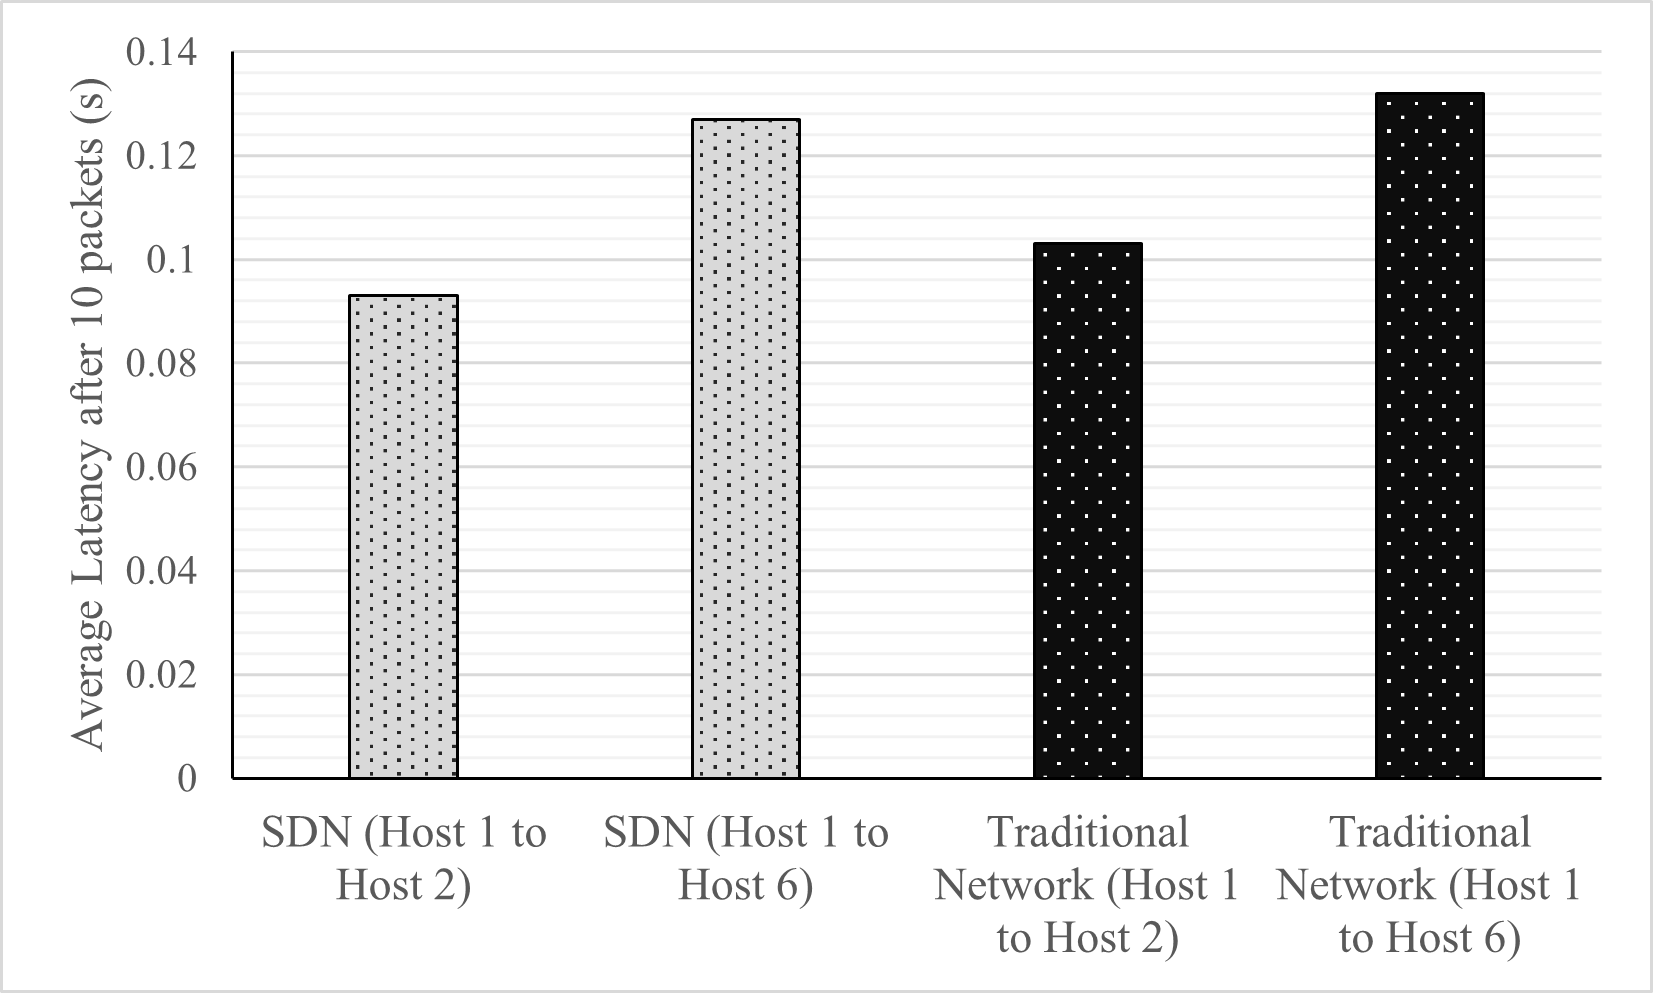 Average Latency after 10 packets (s)
0.14
0.12
0.1
0.08
0.06
0.04
0.02
0
SDN (Host 1 to
Host 2)
SDN (Host 1 to
Host 6)
Traditional
Network (Host 1
to Host 2)
Traditional
Network (Host 1
to Host 6)